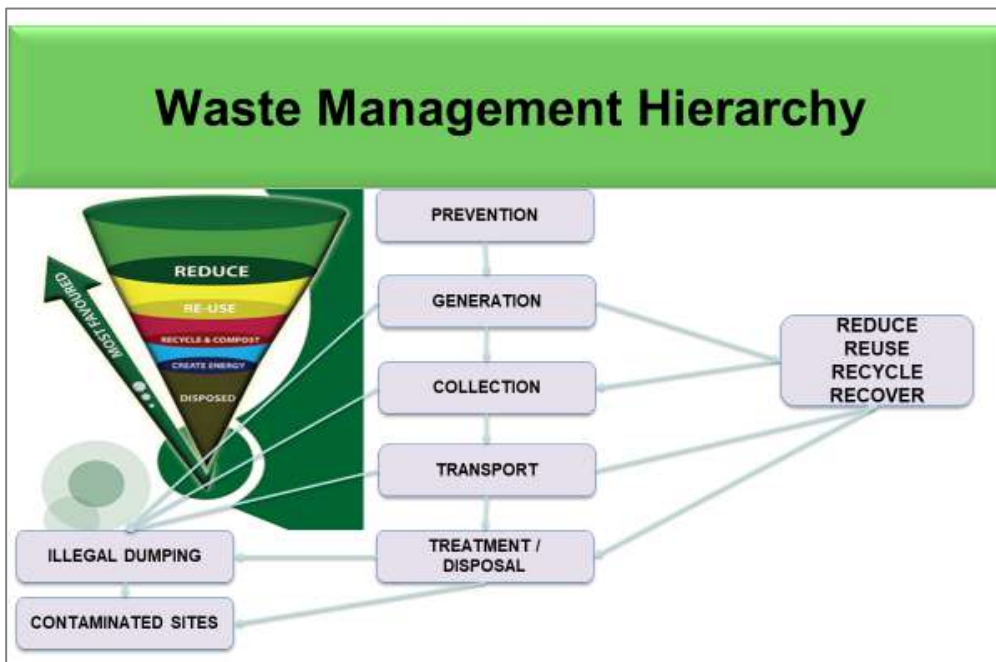 Waste Management Hierarchy
REDUCE
RE-USE
RECYCLE & COMPOST
CREATE ENERGY
DISPOSED
MOST FAVOURED
PREVENTION
GENERATION
COLLECTION
TRANSPORT
TREATMENT /
DISPOSAL
REDUCE
REUSE
RECYCLE
RECOVER
ILLEGAL DUMPING
CONTAMINATED SITES